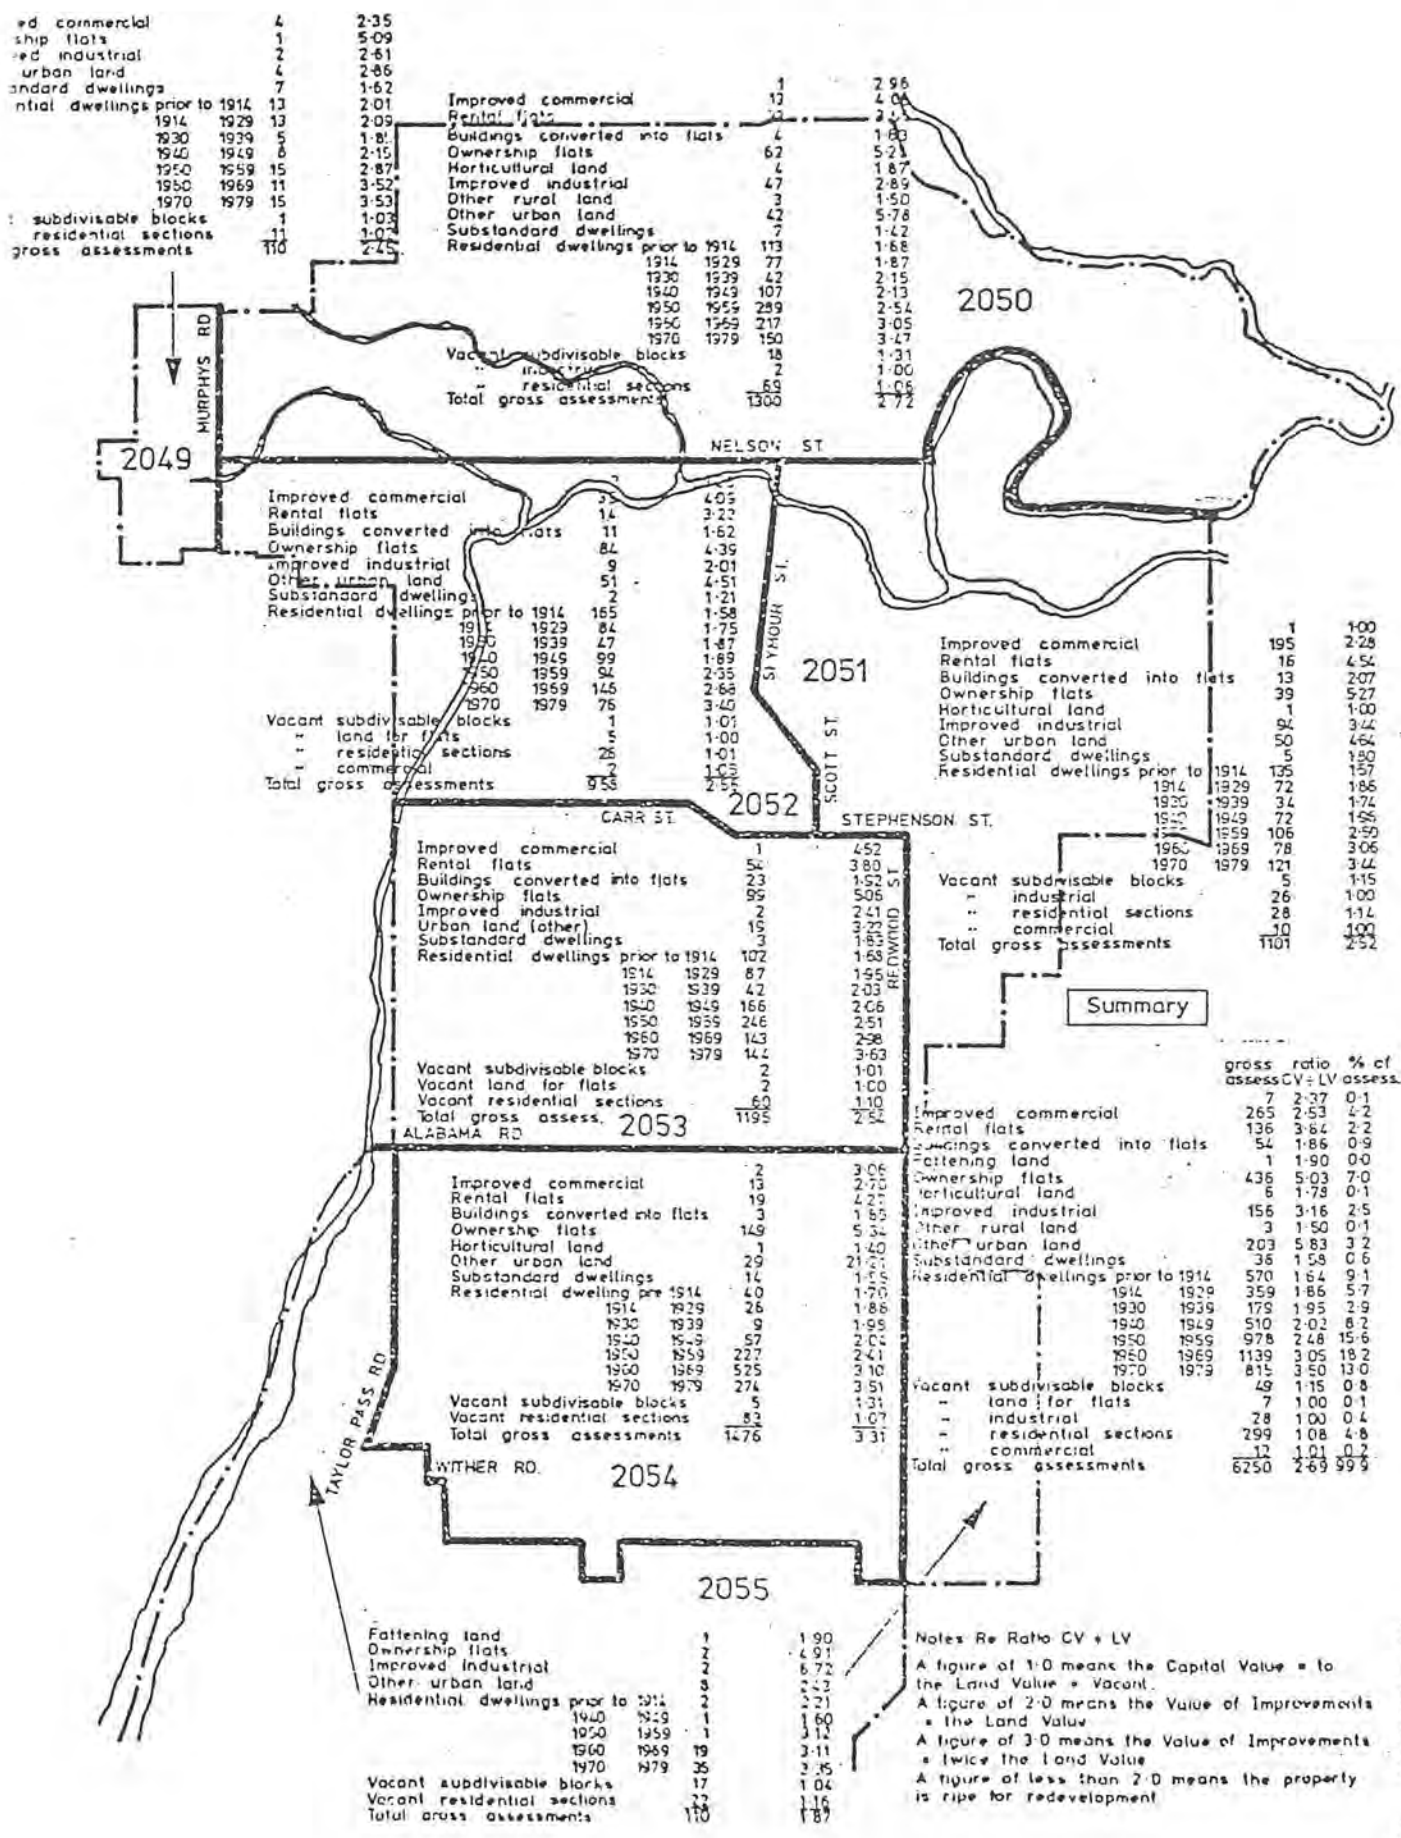 ed commercial 4 2·35
ship flats 1 5·09
ed industrial 2 2·61
urban land 4 2·86
andard dwellings 7 1·62
ntial dwellings prior to 1914 13 2·01
1914 1929 13 2·09
1930 1939 5
1940 1949 6 2·15
1950 1959 15 2·87
1960 1969 11 3·52
1970 1979 15 3·53
subdivisable blocks 1 1·03
residential sections 11
gross assessments 110 2·45
1 2·96
Improved commercial 13
Rental flats
Buildings converted into flats 4 1·83
Ownership flats 62
Horticultural land 4 1·87
Improved industrial 47 2·89
Other rural land 3 1·50
Other urban land 42 5·78
Substandard dwellings 7 1·42
Residential dwellings prior to 1914 113 1·68
1914 1929 77 1·87
1930 1939 42 2·15
1940 1949 107 2·13
1950 1959 289 2·54
1960 1969 217 3·05
1970 1979 150 3·47
Vacant subdivisable blocks 18 1·31
" 2 1·00
" residential sections 69 1·06
Total gross assessments 1300 2·72
2050
MURPHYS RD
2049
NELSON ST.
Improved commercial 4·09
Rental flats 14 3·22
Buildings converted into flats 11 1·62
Ownership flats 84 4·39
Improved industrial 9 2·01
Other urban land 51 4·51
Substandard dwellings 2 1·21
Residential dwellings prior to 1914 165 1·58
1929 84 1·75
1939 47 1·87
1949 99 1·89
1959 94 2·35
1960 1969 146 2·68
1970 1979 76 3·40
Vacant subdivisable blocks 1 1·01
" land for flats 5 1·00
" residential sections 26 1·01
" commercial 2
Total gross assessments
SEYMOUR ST.
2051
SCOTT ST.
2052
CARR ST.
STEPHENSON ST.
1 1·00
Improved commercial 195 2·28
Rental flats 16 4·54
Buildings converted into flats 13 2·07
Ownership flats 39 5·27
Horticultural land 1 1·00
Improved industrial 94 3·44
Other urban land 50 4·64
Substandard dwellings 5 1·80
Residential dwellings prior to 1914 135 1·57
1914 1929 72 1·86
1930 1939 34 1·74
1949 72
1959 106 2·50
1960 1969 78 3·06
1970 1979 121 3·44
Vacant subdivisable blocks 5 1·15
" industrial 26 1·00
" residential sections 28 1·14
" commercial 10 1·00
Total gross assessments 1101 2·52
Improved commercial 1 4·52
Rental flats 54 3·80
Buildings converted into flats 23 1·52
Ownership flats 99 5·05
Improved industrial 2 2·41
Urban land (other) 19 3·22
Substandard dwellings 3 1·83
Residential dwellings prior to 1914 102 1·68
1914 1929 87 1·95
1930 1939 42 2·03
1940 1949 166 2·06
1950 1959 246 2·51
1960 1969 143 2·98
1970 1979 144 3·63
Vacant subdivisable blocks 2 1·01
Vacant land for flats 2 1·00
Vacant residential sections 60 1·10
Total gross assess. 1195 2·54
REDWOOD ST
2053
ALABAMA RD
Summary
gross ratio % of
assess CV÷LV assess.
7 2·37 0·1
Improved commercial 265 2·53 4·2
Rental flats 136 3·64 2·2
Buildings converted into flats 54 1·86 0·9
Fattening land 1 1·90 0·0
Ownership flats 436 5·03 7·0
Horticultural land 6 1·78 0·1
Improved industrial 156 3·16 2·5
Other rural land 3 1·50 0·1
Other urban land 203 5·83 3·2
Substandard dwellings 38 1·58 0·6
Residential dwellings prior to 1914 570 1·64 9·1
1914 1929 359 1·86 5·7
1930 1939 179 1·95 2·9
1940 1949 510 2·02 8·2
1950 1959 978 2·48 15·6
1960 1969 1139 3·05 18·2
1970 1979 815 3·50 13·0
Vacant subdivisable blocks 49 1·15 0·8
" land for flats 7 1·00 0·1
" industrial 28 1·00 0·4
" residential sections 299 1·08 4·8
" commercial 12 1·01 0·2
Total gross assessments 6250 2·69 99·9
2 3·06
Improved commercial 13
Rental flats 19
Buildings converted into flats 3
Ownership flats 149 5·34
Horticultural land 1 1·40
Other urban land 29
Substandard dwellings 14
Residential dwelling pre 1914 40 1·70
1914 1929 26 1·88
1930 1939 9 1·99
1940 1949 57
1950 1959 227 2·41
1960 1969 525 3·10
1970 1979 274 3·51
Vacant subdivisable blocks 5 1·31
Vacant residential sections 83 1·07
Total gross assessments 1476 3·31
TAYLOR PASS RD
WITHER RD.
2054
2055
Fattening land 1 1·90
Ownership flats 2 4·91
Improved Industrial 2 6·72
Other urban land 8
Residential dwellings prior to 1914 2 2·21
1940 1949 1 1·60
1950 1959 1 3·12
1960 1969 19 3·11
1970 1979 35
Vacant subdivisable blocks 17 1·04
Vacant residential sections 22 1·16
Total gross assessments 110 1·87
Notes Re Ratio CV ÷ LV
A figure of 1·0 means the Capital Value = to
the Land Value = Vacant.
A figure of 2·0 means the Value of Improvements
= the Land Value
A figure of 3·0 means the Value of Improvements
= twice the Land Value
A figure of less than 2·0 means the property
is ripe for redevelopment